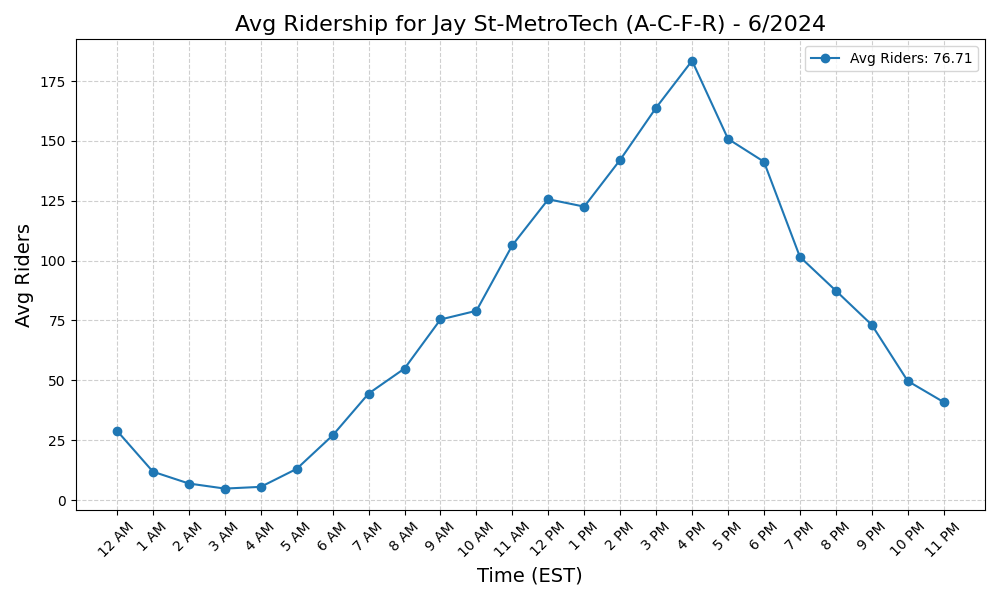 Avg Ridership for Jay St-MetroTech (A-C-F-R) - 6/2024
Avg Riders: 76.71
Avg Riders
175
150
125
100
75
50
25
0
12 AM
1 AM
2 AM
3 AM
4 AM
5 AM
6 AM
7 AM
8 AM
9 AM
10 AM
11 AM
12 PM
1 PM
2 PM
3 PM
4 PM
5 PM
6 PM
7 PM
8 PM
9 PM
10 PM
11 PM
Time (EST)